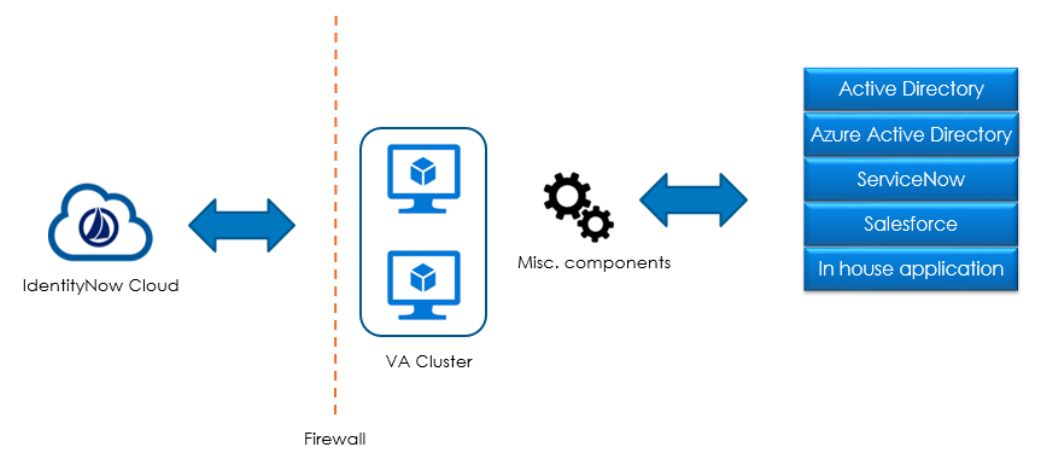 IdentityNow Cloud
Firewall
VA Cluster
Misc. components
Active Directory
Azure Active Directory
ServiceNow
Salesforce
In house application